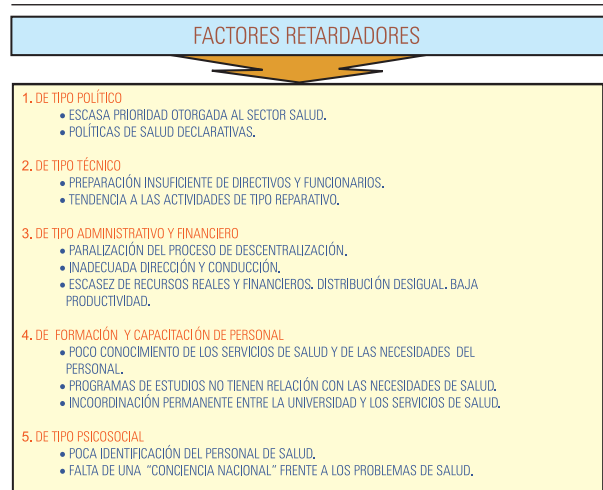 FACTORES RETARDADORES
1. DE TIPO POLÍTICO
• ESCASA PRIORIDAD OTORGADA AL SECTOR SALUD.
• POLÍTICAS DE SALUD DECLARATIVAS.
2. DE TIPO TÉCNICO
• PREPARACIÓN INSUFICIENTE DE DIRECTIVOS Y FUNCIONARIOS.
• TENDENCIA A LAS ACTIVIDADES DE TIPO REPARATIVO.
3. DE TIPO ADMINISTRATIVO Y FINANCIERO
• PARALIZACIÓN DEL PROCESO DE DESCENTRALIZACIÓN.
• INADECUADA DIRECCIÓN Y CONDUCCIÓN.
• ESCASEZ DE RECURSOS REALES Y FINANCIEROS. DISTRIBUCIÓN DESIGUAL. BAJA
PRODUCTIVIDAD.
4. DE FORMACIÓN Y CAPACITACIÓN DE PERSONAL
• POCO CONOCIMIENTO DE LOS SERVICIOS DE SALUD Y DE LAS NECESIDADES DEL
PERSONAL.
• PROGRAMAS DE ESTUDIOS NO TIENEN RELACIÓN CON LAS NECESIDADES DE SALUD.
• INCOORDINACIÓN PERMANENTE ENTRE LA UNIVERSIDAD Y LOS SERVICIOS DE SALUD.
5. DE TIPO PSICOSOCIAL
• POCA IDENTIFICACIÓN DEL PERSONAL DE SALUD.
• FALTA DE UNA "CONCIENCIA NACIONAL" FRENTE A LOS PROBLEMAS DE SALUD.